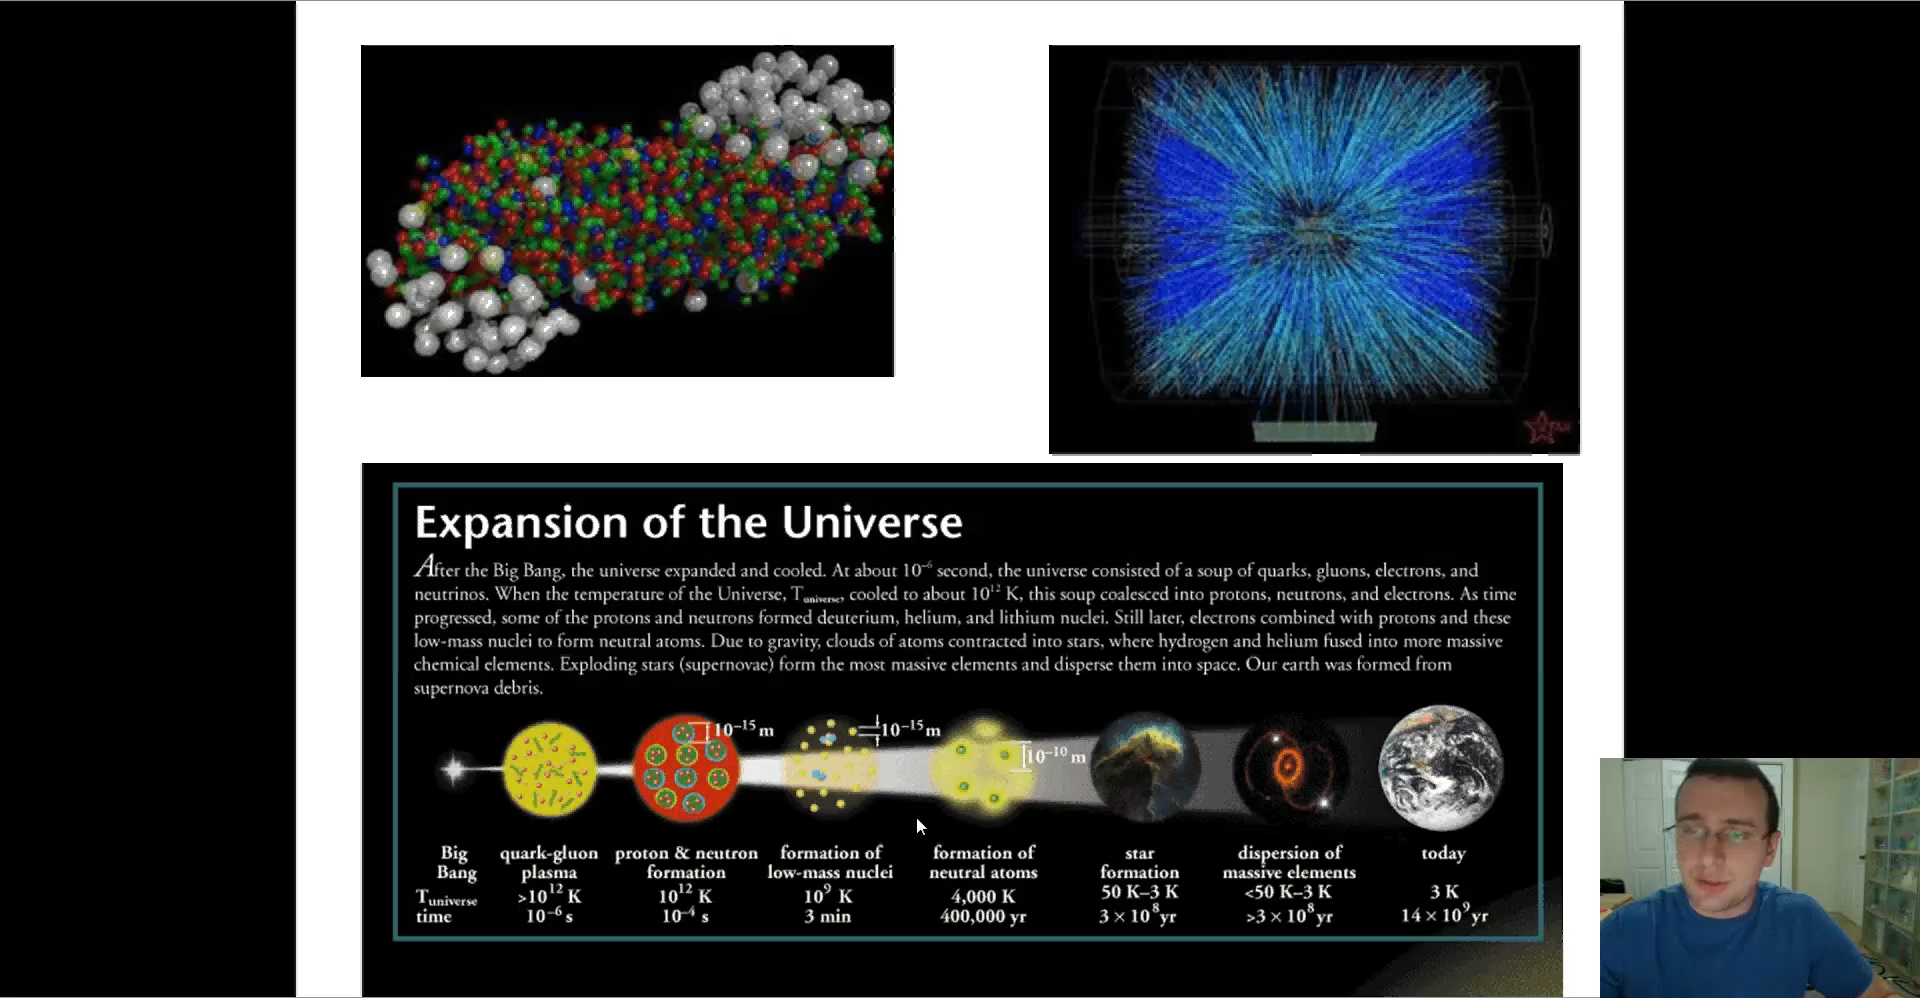 Expansion of the Universe
After the Big Bang, the universe expanded and cooled. At about 10⁻⁶ second, the universe consisted of a soup of quarks, gluons, electrons, and
neutrinos. When the temperature of the Universe, Tuniverse, cooled to about 10¹² K, this soup coalesced into protons, neutrons, and electrons. As time
progressed, some of the protons and neutrons formed deuterium, helium, and lithium nuclei. Still later, electrons combined with protons and these
low-mass nuclei to form neutral atoms. Due to gravity, clouds of atoms contracted into stars, where hydrogen and helium fused into more massive
chemical elements. Exploding stars (supernovae) form the most massive elements and disperse them into space. Our earth was formed from
supernova debris.
10⁻¹⁵ m 10⁻¹⁵ m
10⁻¹⁰ m
Big quark-gluon proton & neutron formation of formation of star dispersion of today
Bang plasma formation low-mass nuclei neutral atoms formation massive elements
Tuniverse >10¹² K 10¹² K 10⁹ K 4,000 K 50 K–3 K <50 K–3 K 3 K
time 10⁻⁶ s 10⁻⁴ s 3 min 400,000 yr 3 × 10⁸ yr >3 × 10⁸ yr 14 × 10⁹ yr